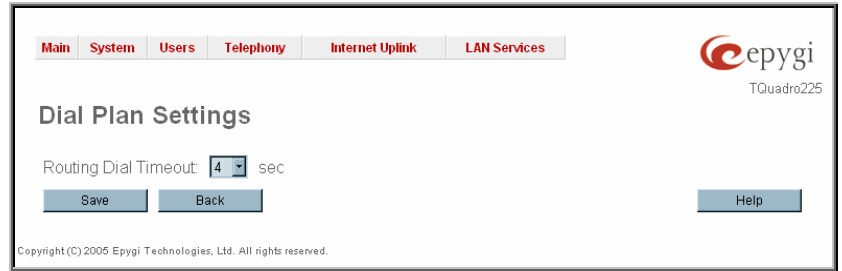 Main System Users Telephony Internet Uplink LAN Services
epygi
TQuadro225
Dial Plan Settings
Routing Dial Timeout: 4 sec
Save Back Help
Copyright (C) 2005 Epygi Technologies, Ltd. All rights reserved.